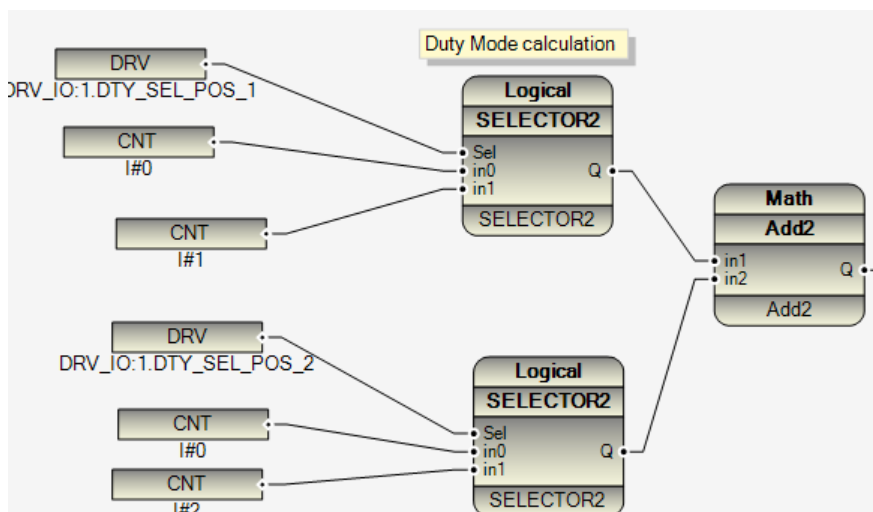 Duty Mode calculation
DRV
DRV_IO:1.DTY_SEL_POS_1
CNT
I#0
CNT
I#1
Logical
SELECTOR2
Sel
in0
in1
Q
SELECTOR2
Math
Add2
in1
in2
Q
Add2
DRV
DRV_IO:1.DTY_SEL_POS_2
CNT
I#0
CNT
I#2
Logical
SELECTOR2
Sel
in0
in1
Q
SELECTOR2